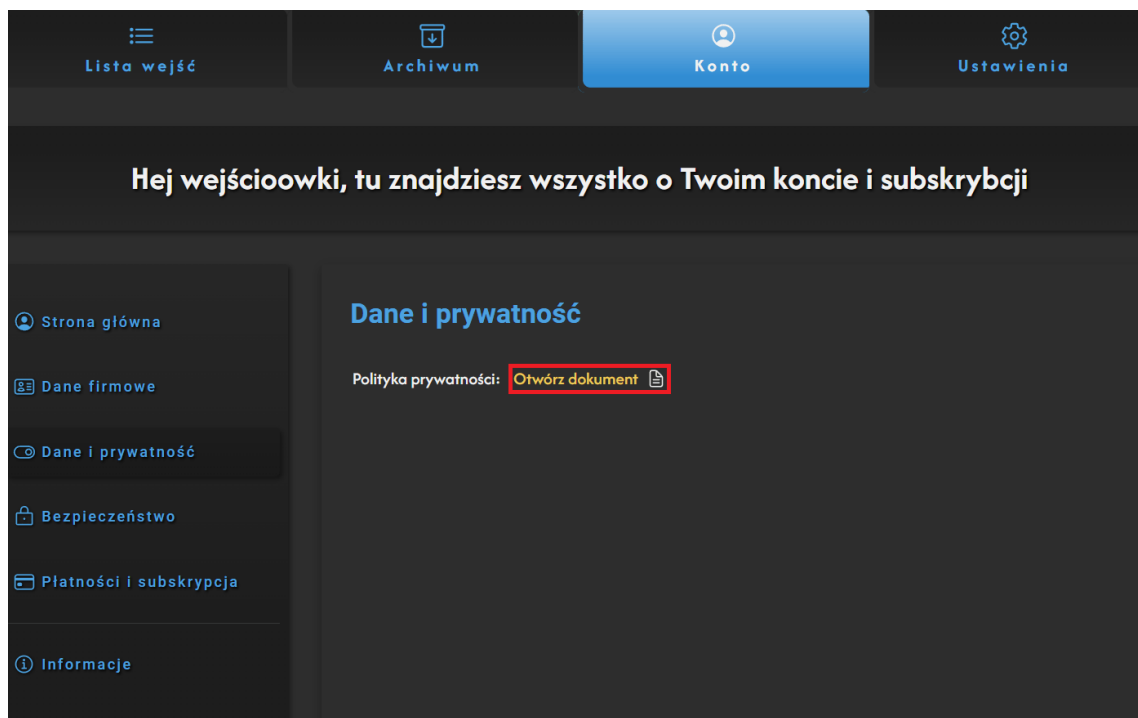 Lista wejść
Archiwum
Konto
Ustawienia
Hej wejścioowki, tu znajdziesz wszystko o Twoim koncie i subskrybcji
Strona główna
Dane firmowe
Dane i prywatność
Bezpieczeństwo
Płatności i subskrypcja
Informacje
Dane i prywatność
Polityka prywatności: Otwórz dokument